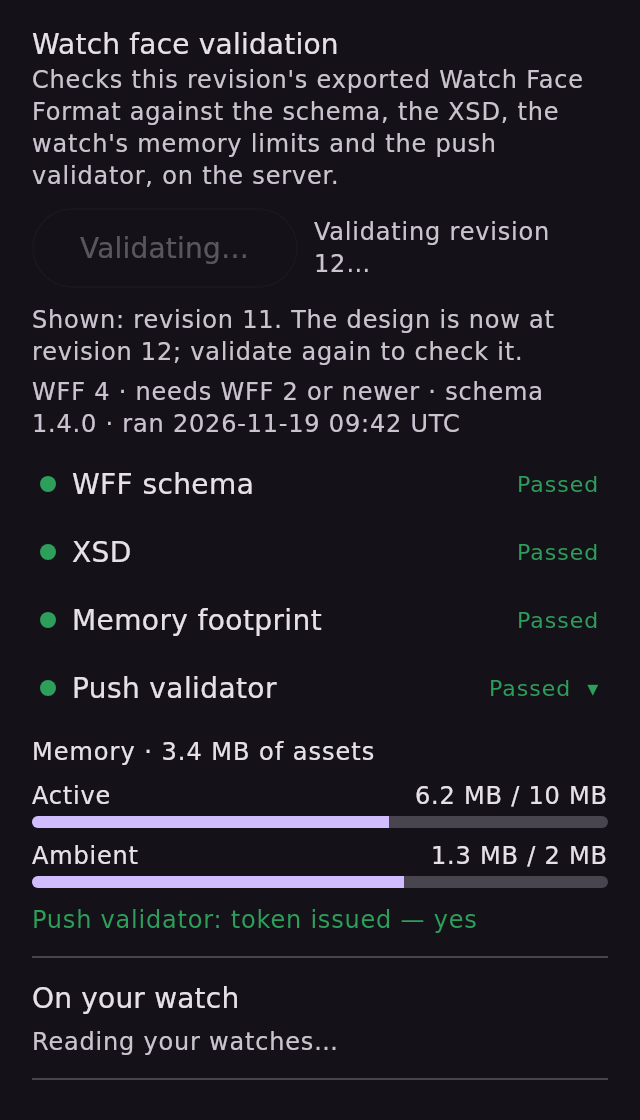 Watch face validation
Checks this revision's exported Watch Face
Format against the schema, the XSD, the
watch's memory limits and the push
validator, on the server.
Validating…
Validating revision
12…
Shown: revision 11. The design is now at
revision 12; validate again to check it.
WFF 4 · needs WFF 2 or newer · schema
1.4.0 · ran 2026-11-19 09:42 UTC
WFF schema Passed
XSD Passed
Memory footprint Passed
Push validator Passed ▾
Memory · 3.4 MB of assets
Active 6.2 MB / 10 MB
Ambient 1.3 MB / 2 MB
Push validator: token issued — yes
On your watch
Reading your watches…